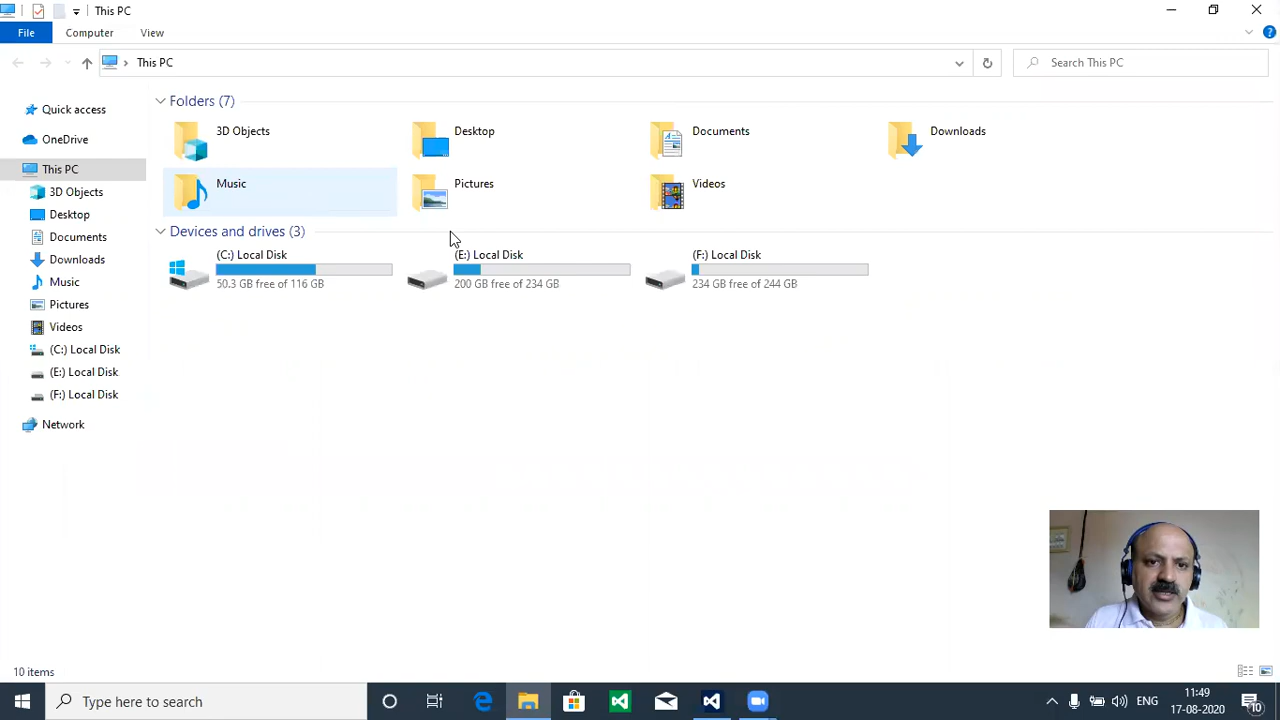 This PC
File Computer View
This PC
Search This PC
Quick access
OneDrive
This PC
3D Objects
Desktop
Documents
Downloads
Music
Pictures
Videos
(C:) Local Disk
(E:) Local Disk
(F:) Local Disk
Network
Folders (7)
3D Objects
Desktop
Documents
Downloads
Music
Pictures
Videos
Devices and drives (3)
(C:) Local Disk
50.3 GB free of 116 GB
(E:) Local Disk
200 GB free of 234 GB
(F:) Local Disk
234 GB free of 244 GB
10 items
Type here to search
ENG
11:49
17-08-2020
10